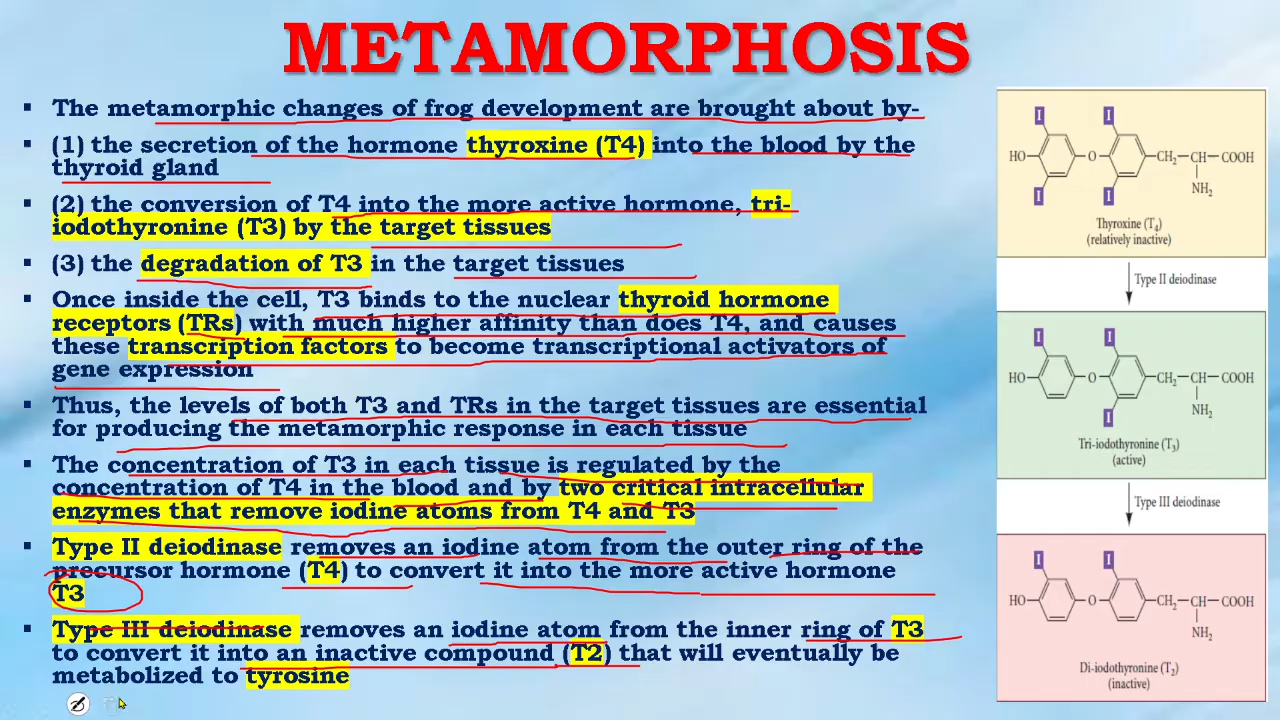 METAMORPHOSIS
▪ The metamorphic changes of frog development are brought about by-
▪ (1) the secretion of the hormone thyroxine (T4) into the blood by the
thyroid gland
▪ (2) the conversion of T4 into the more active hormone, tri-
iodothyronine (T3) by the target tissues
▪ (3) the degradation of T3 in the target tissues
▪ Once inside the cell, T3 binds to the nuclear thyroid hormone
receptors (TRs) with much higher affinity than does T4, and causes
these transcription factors to become transcriptional activators of
gene expression
▪ Thus, the levels of both T3 and TRs in the target tissues are essential
for producing the metamorphic response in each tissue
▪ The concentration of T3 in each tissue is regulated by the
concentration of T4 in the blood and by two critical intracellular
enzymes that remove iodine atoms from T4 and T3
▪ Type II deiodinase removes an iodine atom from the outer ring of the
precursor hormone (T4) to convert it into the more active hormone
T3
▪ Type III deiodinase removes an iodine atom from the inner ring of T3
to convert it into an inactive compound (T2) that will eventually be
metabolized to tyrosine
I I
HO O CH₂ CH COOH
I I NH₂
Thyroxine (T₄)
(relatively inactive)
Type II deiodinase
I I
HO O CH₂ CH COOH
I NH₂
Tri-iodothyronine (T₃)
(active)
Type III deiodinase
I I
HO O CH₂ CH COOH
NH₂
Di-iodothyronine (T₂)
(inactive)